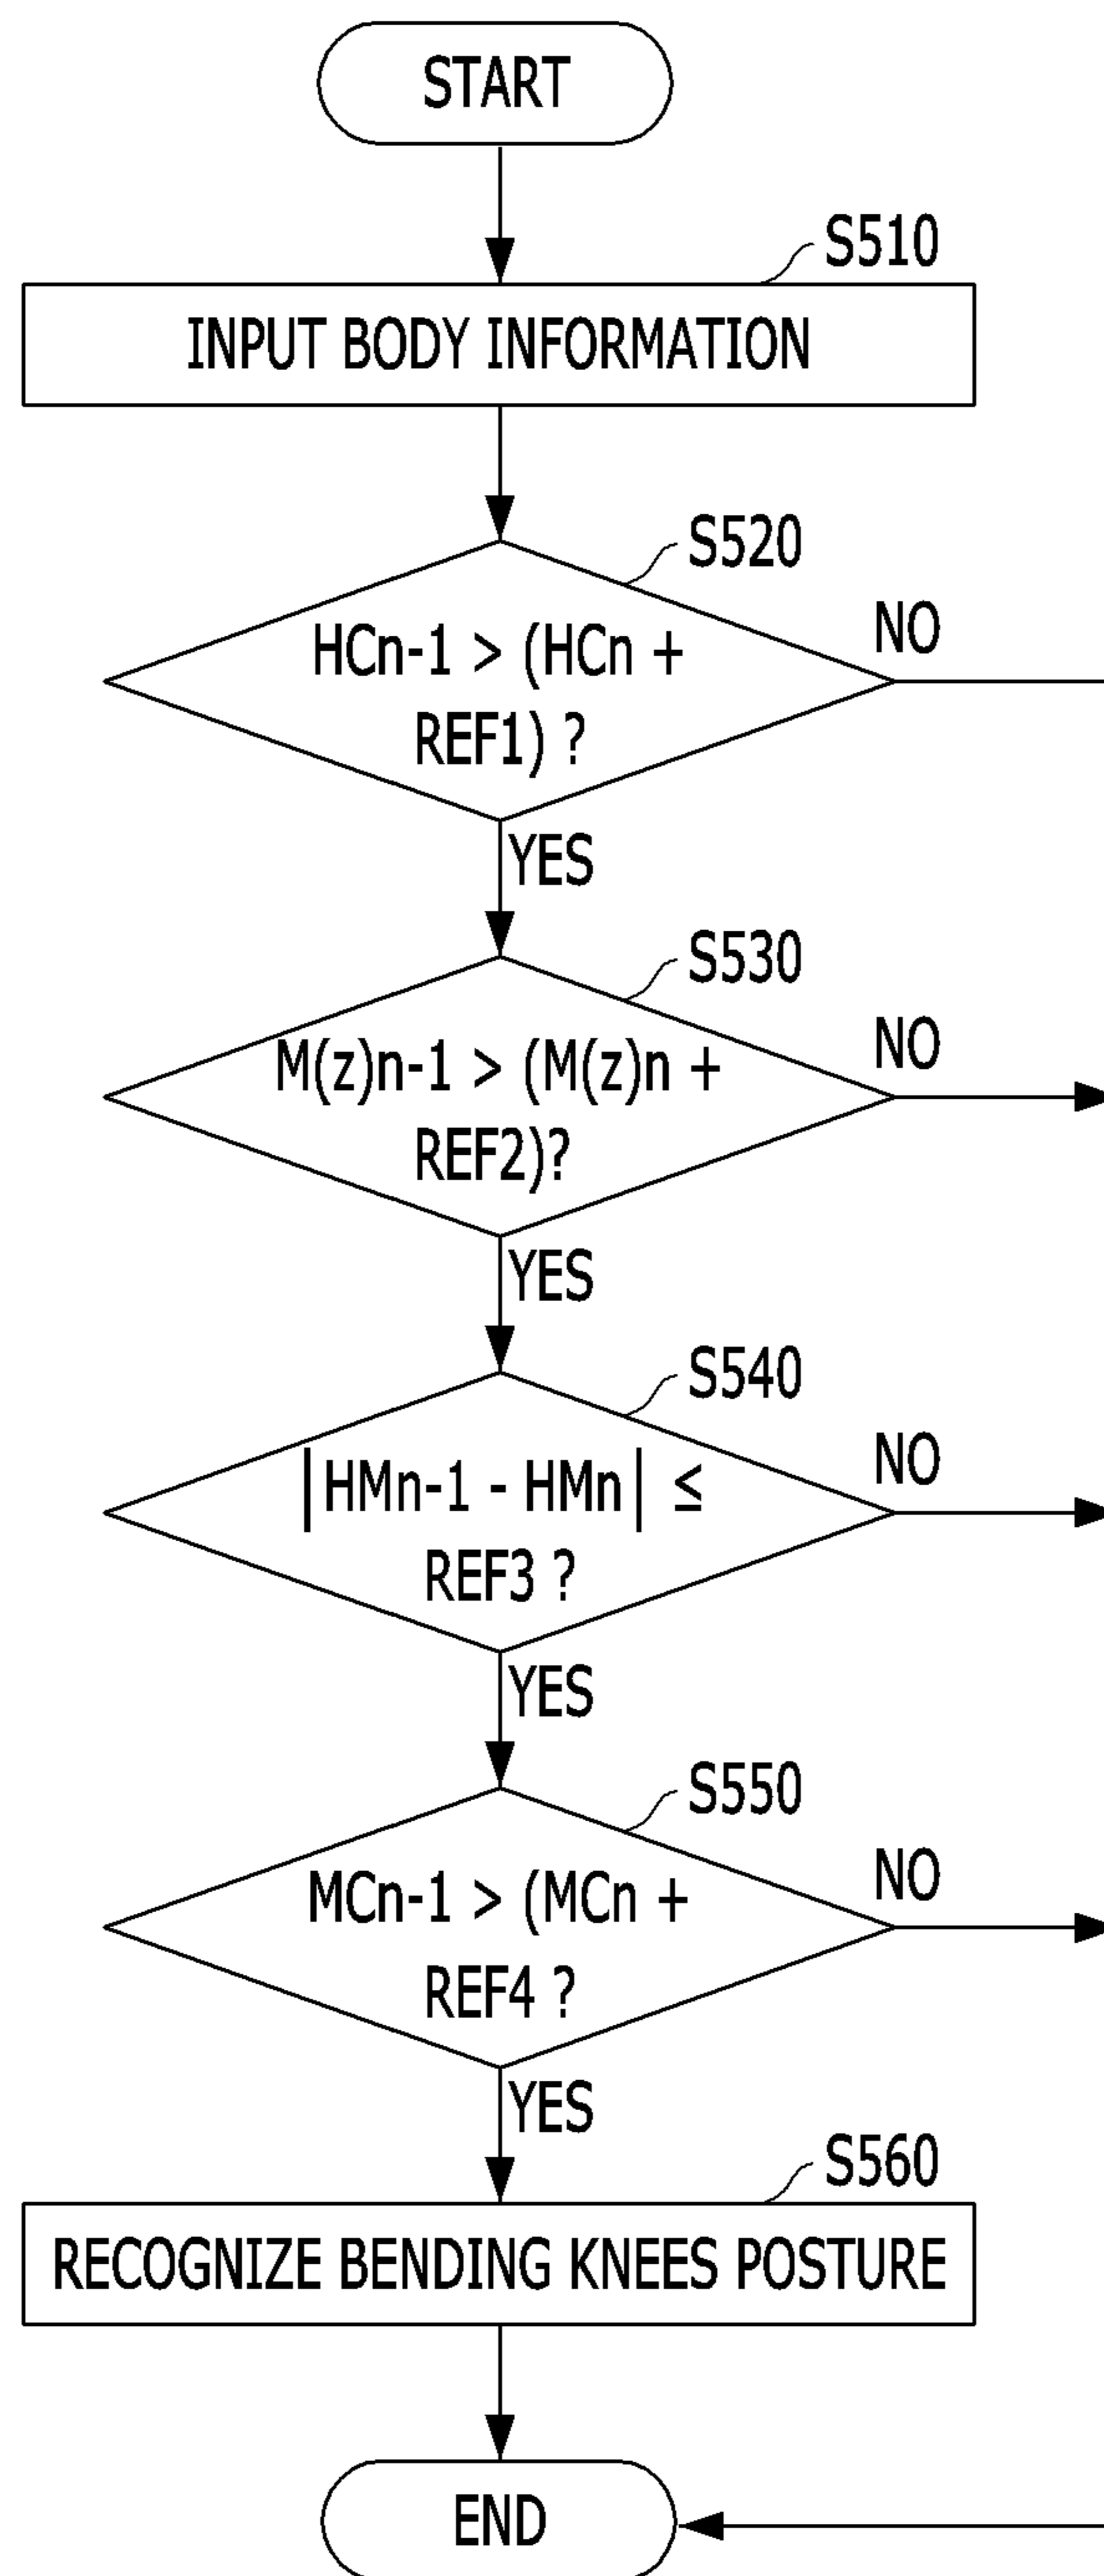 START
S510
INPUT BODY INFORMATION
S520
HCn-1 > (HCn +
REF1) ?
NO
YES
S530
M(z)n-1 > (M(z)n +
REF2)?
NO
YES
S540
|HMn-1 - HMn| ≤
REF3 ?
NO
YES
S550
MCn-1 > (MCn +
REF4 ?
NO
YES
S560
RECOGNIZE BENDING KNEES POSTURE
END